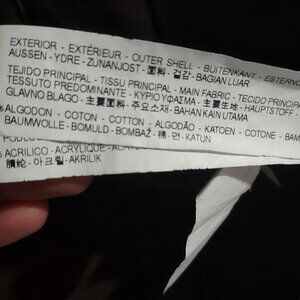 EXTERIOR - EXTÉRIEUR - OUTER SHELL - BUITENKANT - ESTERNO
AUSSEN - YDRE - ZUNANJOST - 面料 - 겉감 - BAGIAN LUAR
TEJIDO PRINCIPAL - TISSU PRINCIPAL - MAIN FABRIC - TECIDO PRINCIPAL
TESSUTO PREDOMINANTE - ΚΥΡΙΟ ΥΦΑΣΜΑ - 主要生地 - HAUPTSTOFF -
GLAVNO BLAGO - 主要面料 - 주요소재 - BAHAN KAIN UTAMA
% ALGODON - COTON - COTTON - ALGODÃO - KATOEN - COTONE -
BAUMWOLLE - BOMULD - BOMBAŽ - 棉 - 면 - KATUN
% ACRILICO - ACRYLIQUE -
腈纶 - 아크릴 - AKRILIK